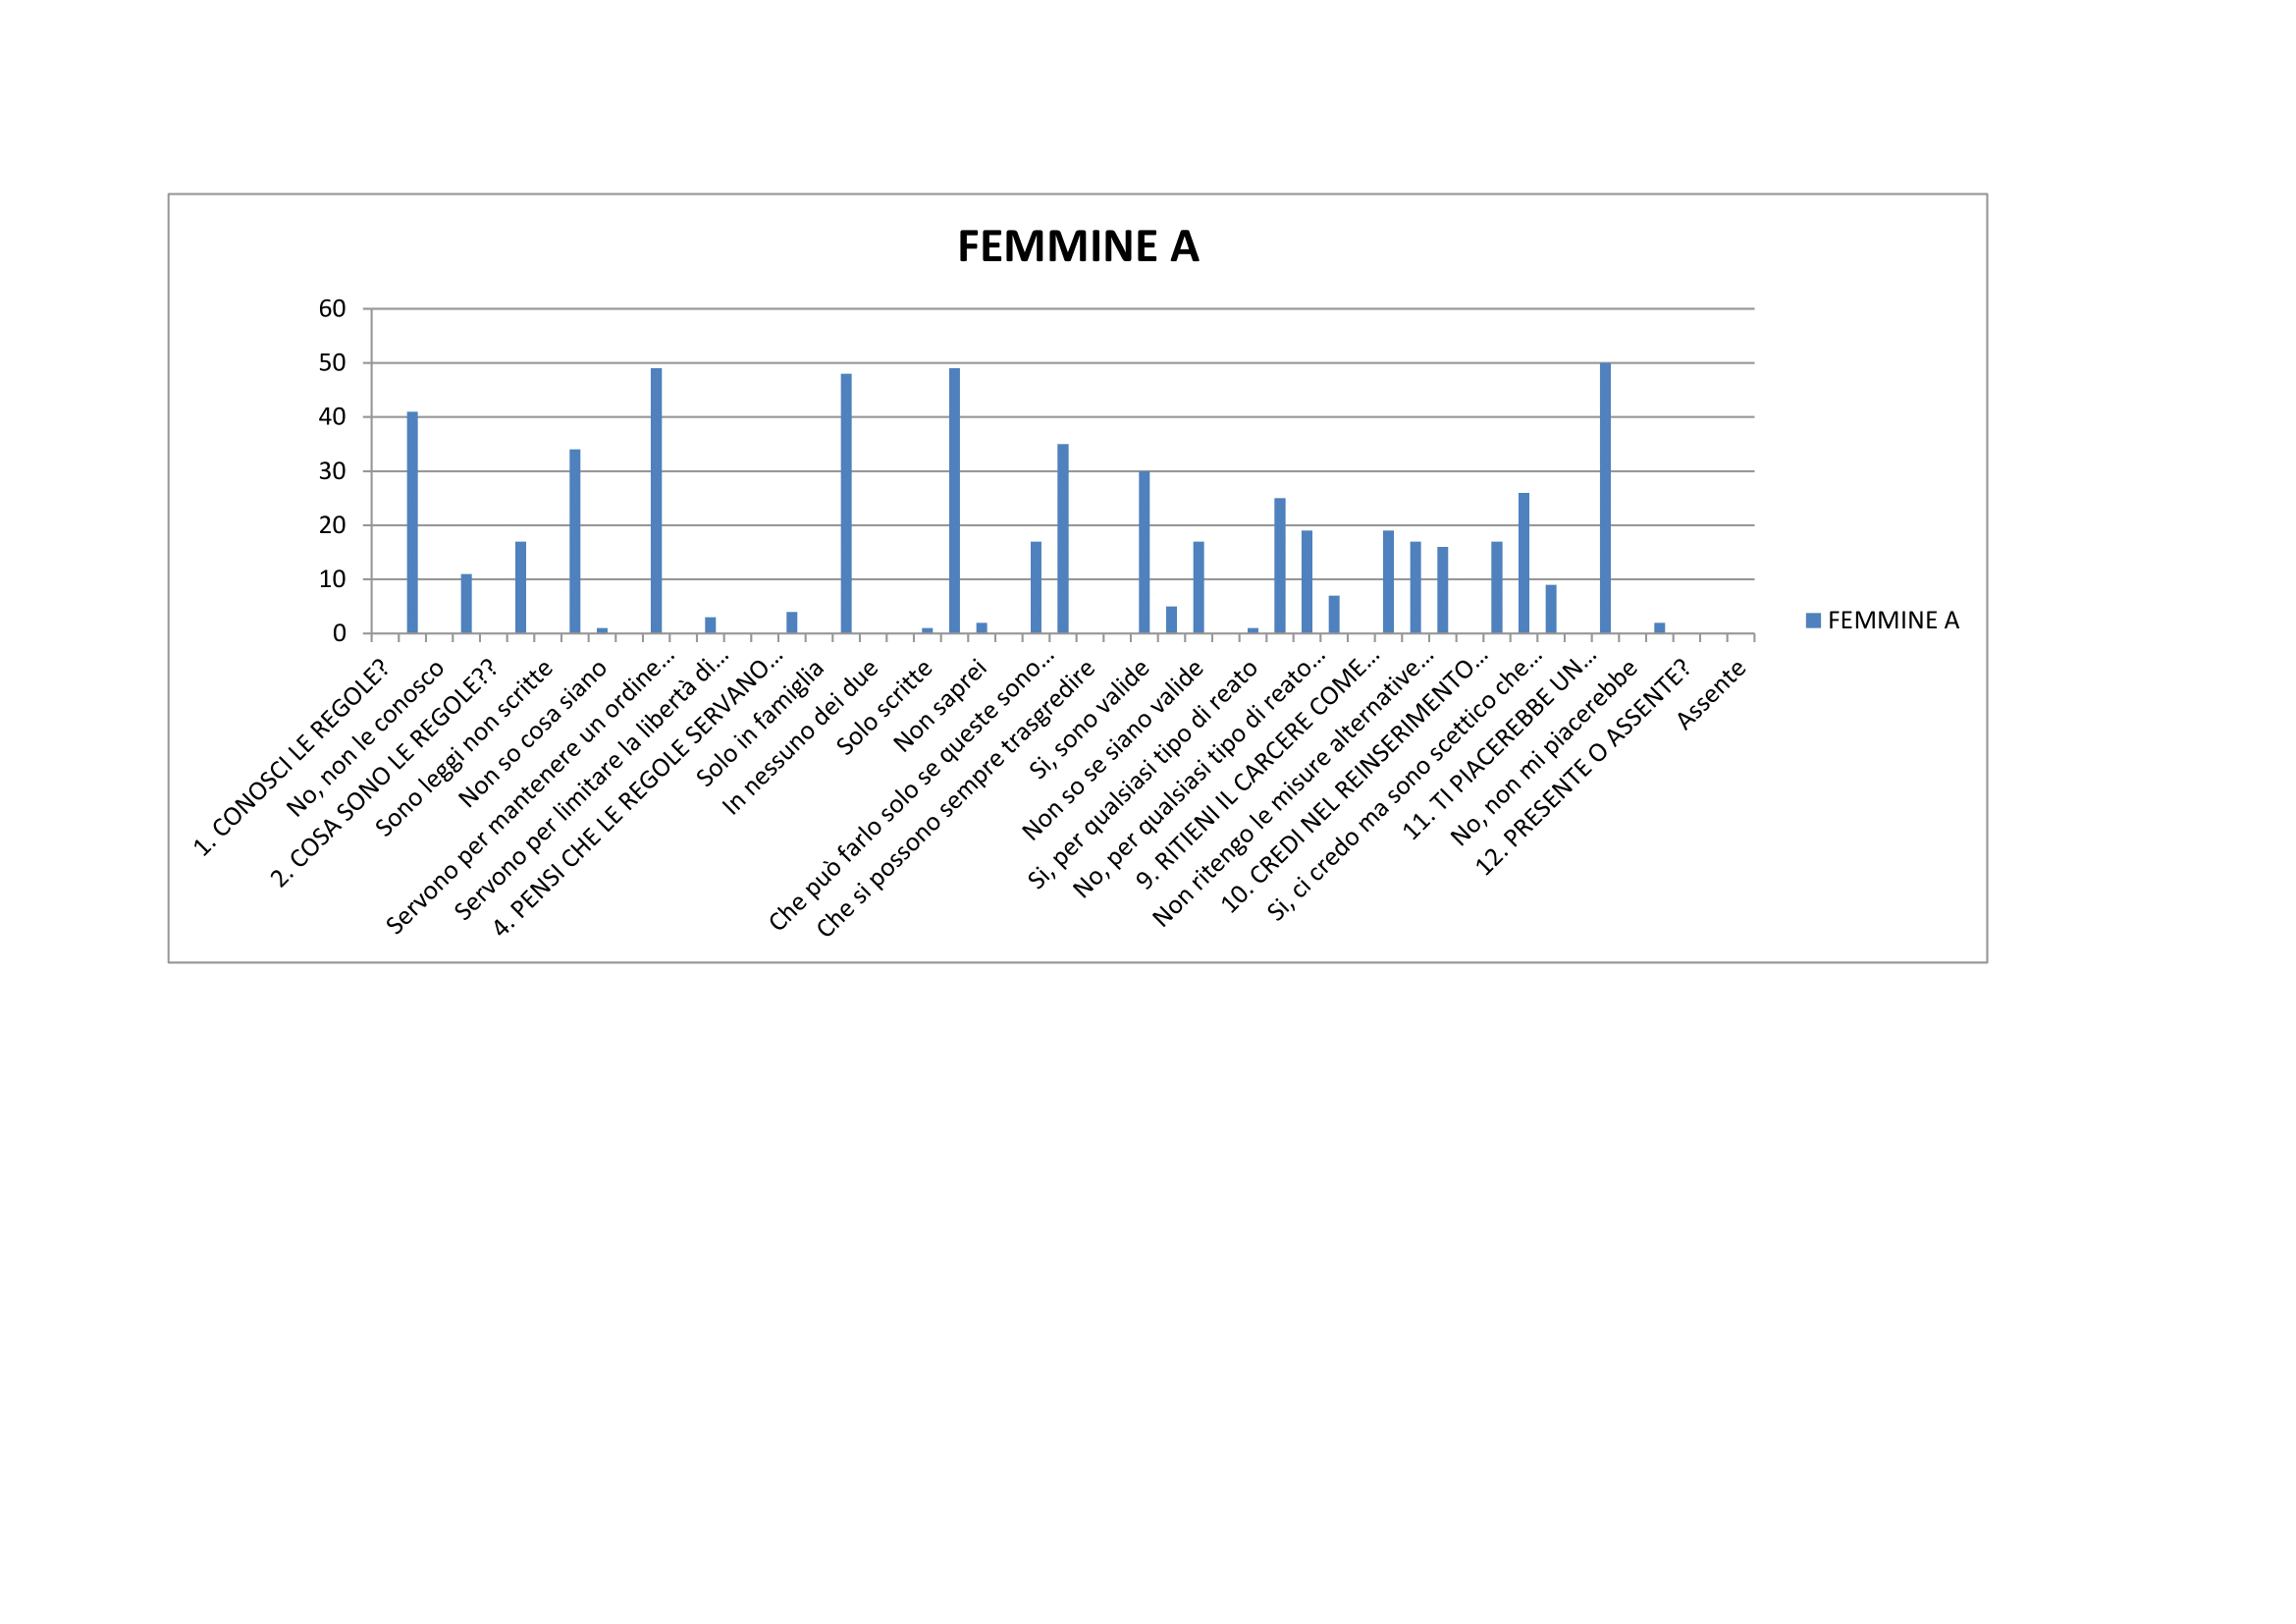 FEMMINE A
60
50
40
30
20
10
0
1. CONOSCI LE REGOLE?
No, non le conosco
2. COSA SONO LE REGOLE??
Sono leggi non scritte
Non so cosa siano
Servono per mantenere un ordine...
Servono per limitare la libertà di...
4. PENSI CHE LE REGOLE SERVANO...
Solo in famiglia
In nessuno dei due
Solo scritte
Non saprei
Che può farlo solo se queste sono...
Che si possono sempre trasgredire
Si, sono valide
Non so se siano valide
Si, per qualsiasi tipo di reato
No, per qualsiasi tipo di reato...
9. RITIENI IL CARCERE COME...
Non ritengo le misure alternative...
10. CREDI NEL REINSERIMENTO...
Si, ci credo ma sono scettico che...
11. TI PIACEREBBE UN...
No, non mi piacerebbe
12. PRESENTE O ASSENTE?
Assente
FEMMINE A